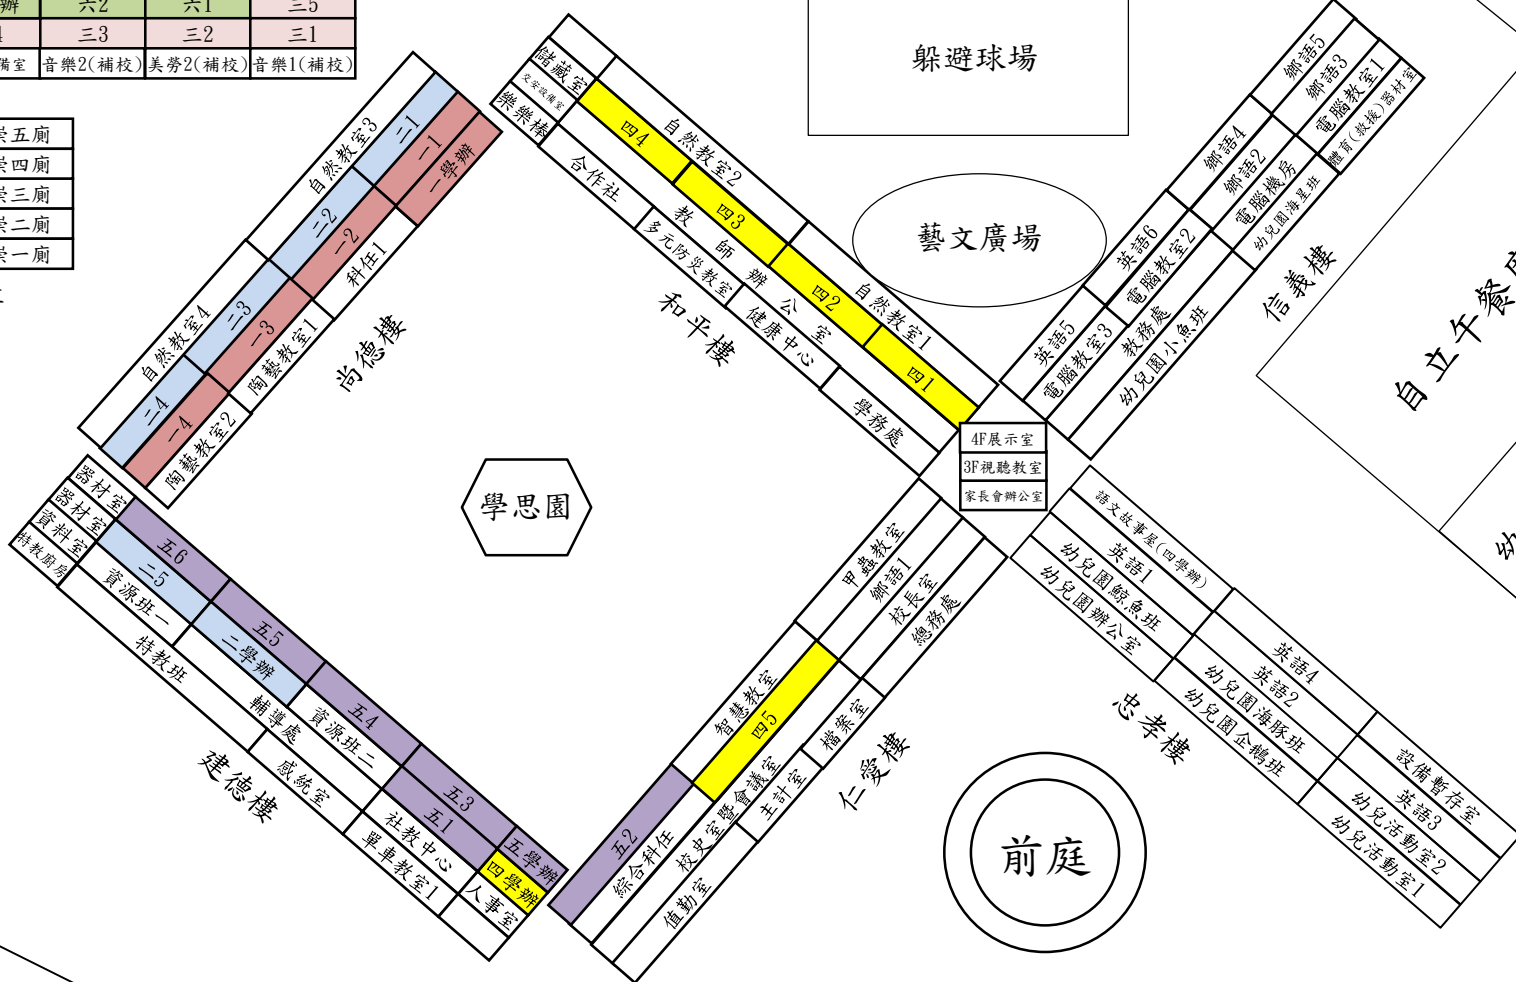 辦 六2 六1 三5
三3 三2 三1
備室 音樂2(補校) 美勞2(補校) 音樂1(補校)
崇五廁
崇四廁
崇三廁
崇二廁
崇一廁
躲避球場
藝文廣場
自然教室3
自然教室4
二1
二2
二3
二4
一學辦
一1
一2
一3
一4
科任1
陶藝教室1
陶藝教室2
尚德樓
儲藏室
交安設備室
樂樂棒
自然教室2
自然教室1
四4
四3
四2
四1
合作社
教師辦公室
多元防災教室
健康中心
學務處
和平樓
鄉語5
鄉語4
英語6
英語5
鄉語3
鄉語2
電腦教室1
電腦機房
電腦教室2
電腦教室3
體育(救援)器材室
幼兒園海星班
教務處
幼兒園小魚班
信義樓
自立午餐
幼
4F展示室
3F視聽教室
家長會辦公室
學思園
器材室
器材室
資料室
特教廚房
五6
五5
五4
五3
五學辦
二5
二學辦
資源班二
五1
四學辦
資源班一
輔導處
社教中心
人事室
特教班
感統室
單車教室1
建德樓
甲蟲教室
智慧教室
五2
鄉語1
四5
綜合科任
校長室
校史室暨會議室
總務處
檔案室
主計室
值勤室
仁愛樓
語文故事屋(四學辦)
英語4
設備暫存室
英語1
英語2
英語3
幼兒園鯨魚班
幼兒園海豚班
幼兒活動室2
幼兒園辦公室
幼兒園企鵝班
幼兒活動室1
忠孝樓
前庭